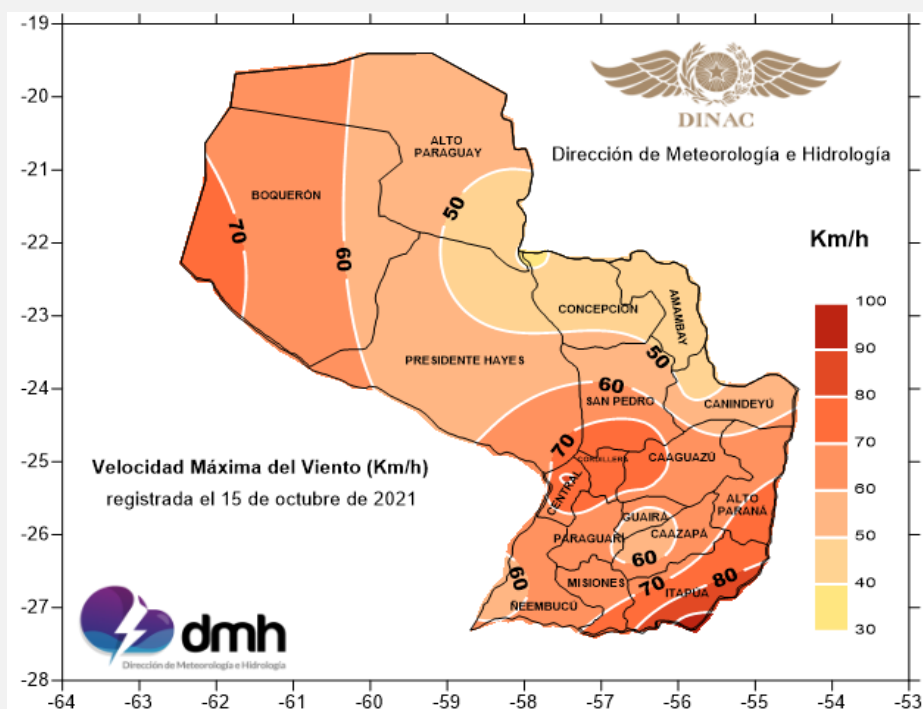 -19
-20
-21
-22
-23
-24
-25
-26
-27
-28
-64
-63
-62
-61
-60
-59
-58
-57
-56
-55
-54
-53
DINAC
Dirección de Meteorología e Hidrología
Km/h
100
90
80
70
60
50
40
30
ALTO
PARAGUAY
BOQUERÓN
50
70
60
CONCEPCIÓN
AMAMBAY
PRESIDENTE HAYES
50
60
SAN PEDRO
CANINDEYÚ
70
CORDILLERA
CAAGUAZÚ
CENTRAL
ALTO
PARANÁ
GUAIRÁ
PARAGUARÍ
CAAZAPÁ
60
60
MISIONES
70
80
ITAPÚA
ÑEEMBUCÚ
Velocidad Máxima del Viento (Km/h)
registrada el 15 de octubre de 2021
dmh
Dirección de Meteorología e Hidrología